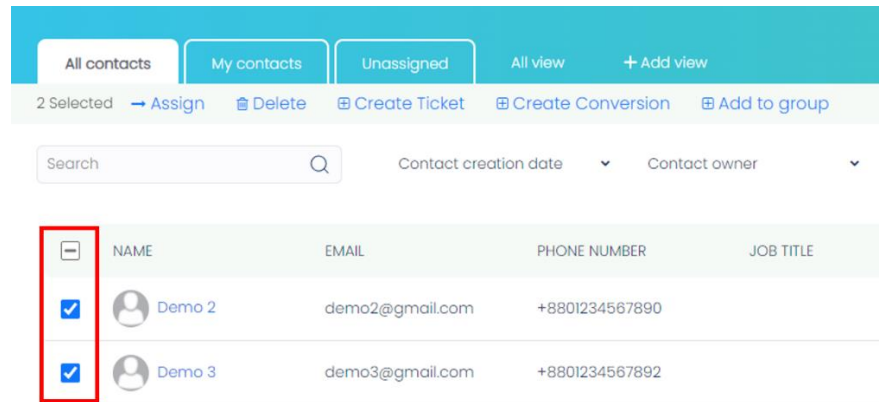 All contacts My contacts Unassigned All view + Add view
2 Selected → Assign Delete Create Ticket Create Conversion Add to group
Search Contact creation date Contact owner
NAME EMAIL PHONE NUMBER JOB TITLE
Demo 2 demo2@gmail.com +8801234567890
Demo 3 demo3@gmail.com +8801234567892